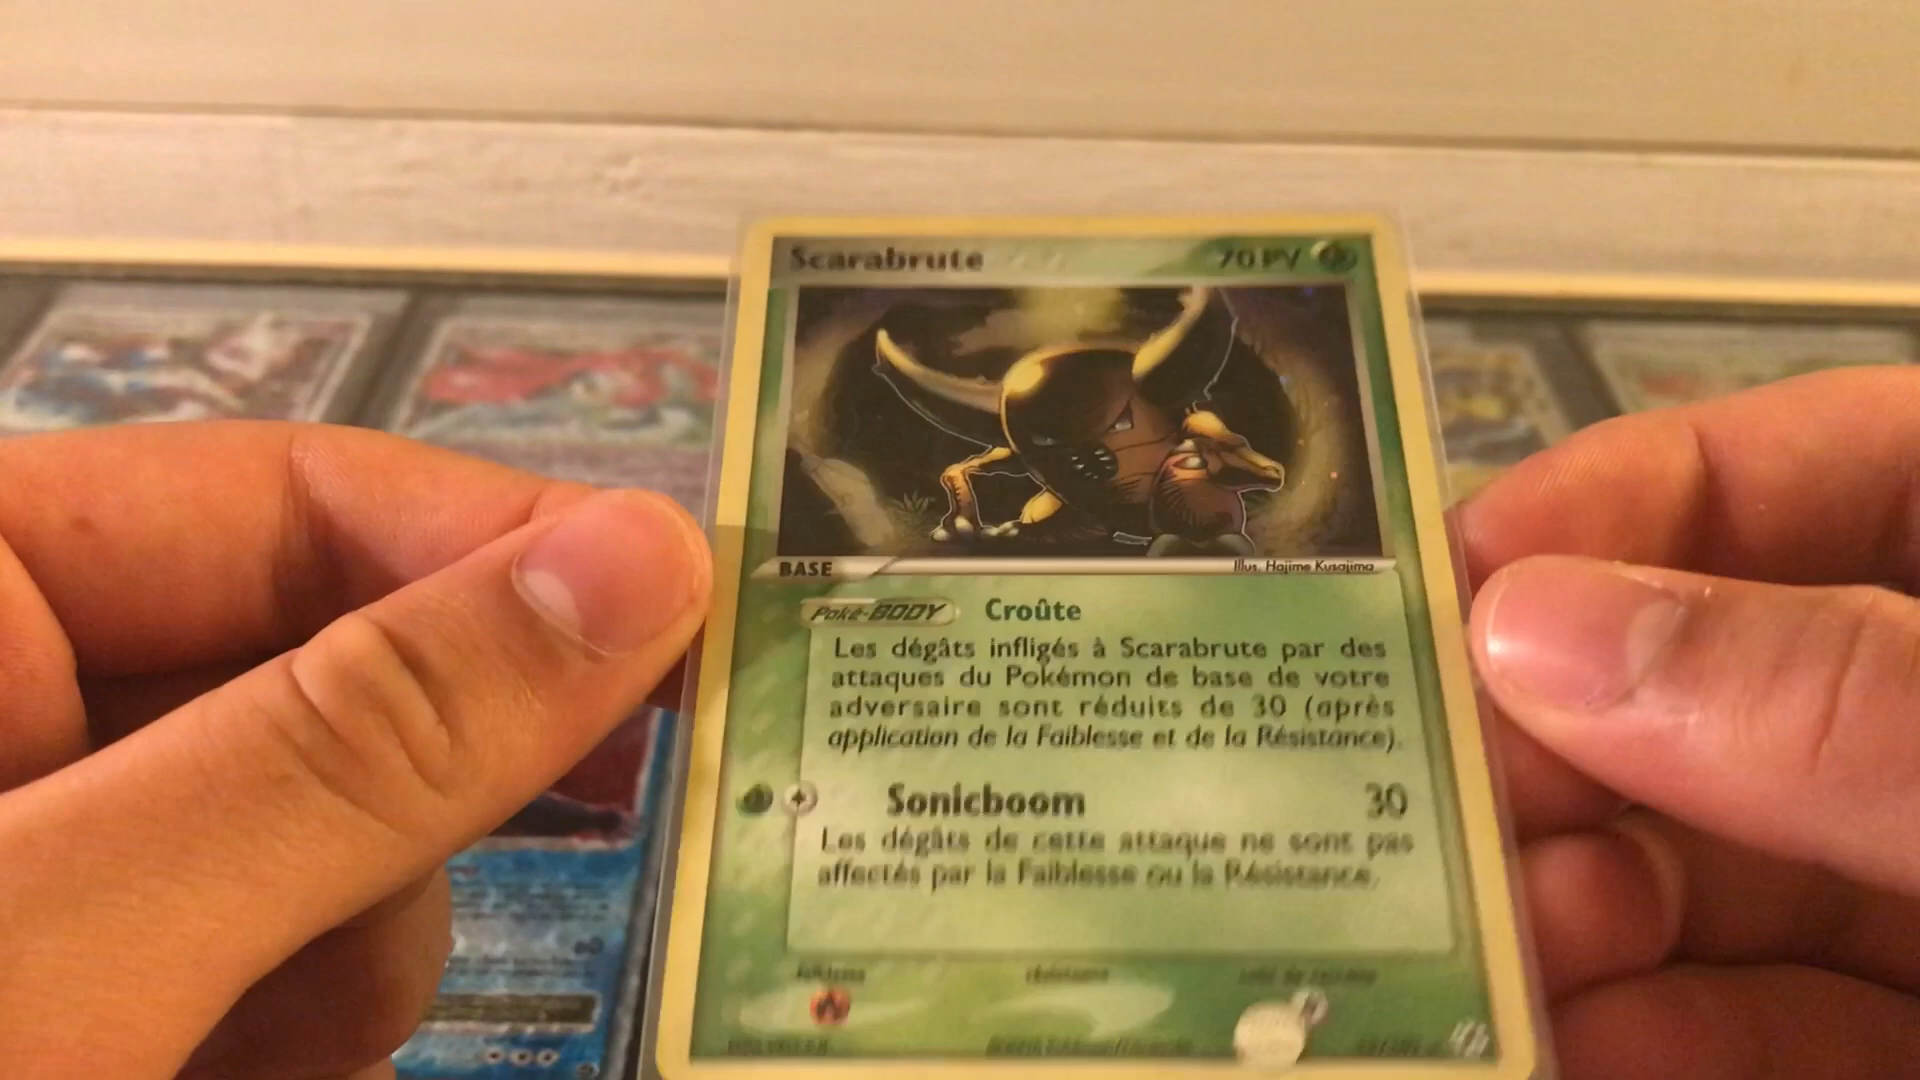 Scarabrute 70 PV
BASE Illus. Hajime Kusajima
Poké-BODY Croûte
Les dégâts infligés à Scarabrute par des
attaques du Pokémon de base de votre
adversaire sont réduits de 30 (après
application de la Faiblesse et de la Résistance).
Sonicboom 30
Les dégâts de cette attaque ne sont pas
affectés par la Faiblesse ou la Résistance.